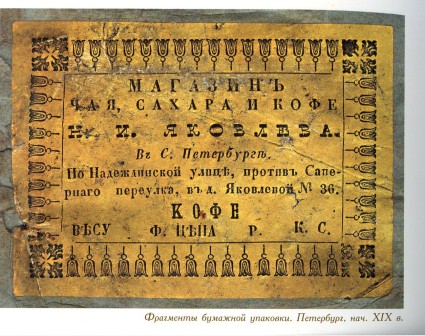 МАГАЗИНЪ
ЧАЯ, САХАРА И КОФЕ
Н. И. ЯКОВЛЕВА.
Въ С. Петербургѣ.
По Надеждинской улицѣ, противъ Сапе-
рнаго переулка, въ д. Яковлевой № 36.
КОФЕ
ВѢСУ Ф. ЦѢНА Р. К. С.
Фрагменты бумажной упаковки. Петербург, нач. XIX в.